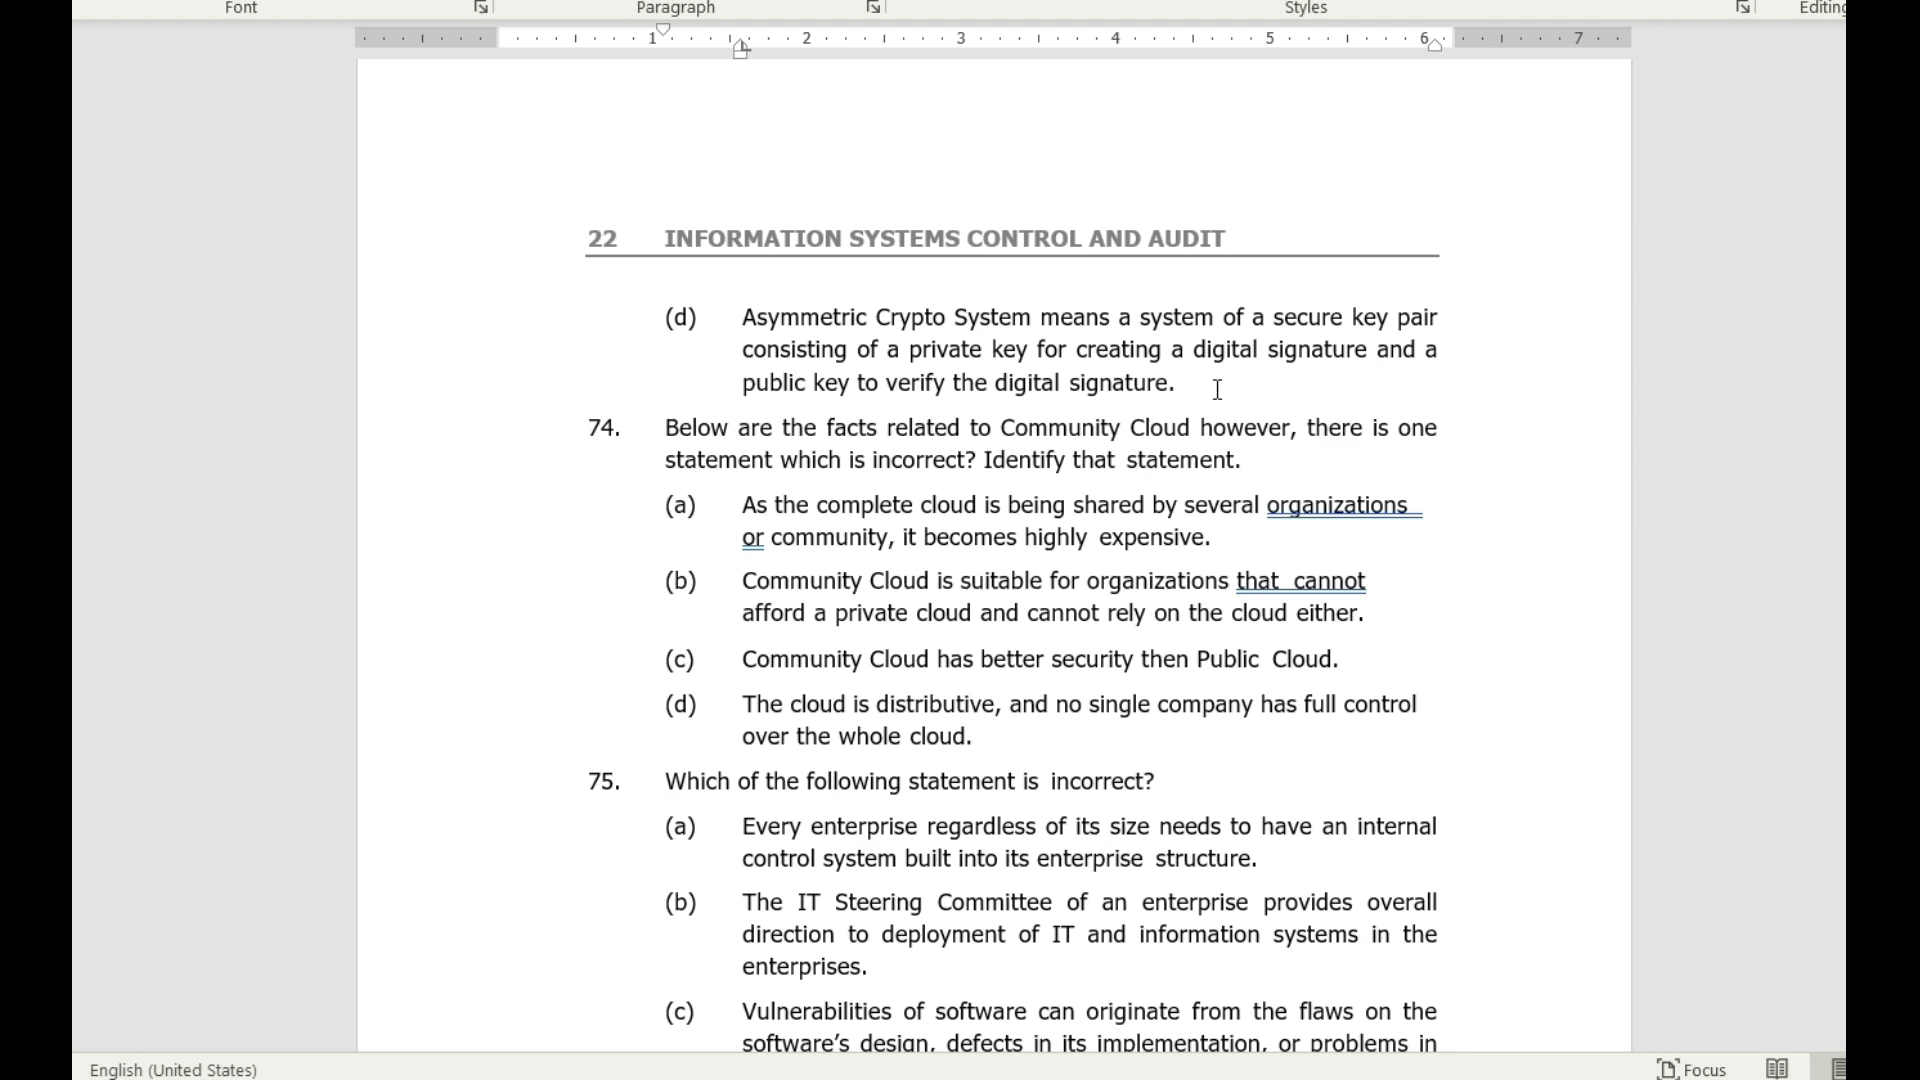 Font Paragraph Styles Editing
1 2 3 4 5 6 7
22 INFORMATION SYSTEMS CONTROL AND AUDIT
(d) Asymmetric Crypto System means a system of a secure key pair
consisting of a private key for creating a digital signature and a
public key to verify the digital signature.
74. Below are the facts related to Community Cloud however, there is one
statement which is incorrect? Identify that statement.
(a) As the complete cloud is being shared by several organizations
or community, it becomes highly expensive.
(b) Community Cloud is suitable for organizations that cannot
afford a private cloud and cannot rely on the cloud either.
(c) Community Cloud has better security then Public Cloud.
(d) The cloud is distributive, and no single company has full control
over the whole cloud.
75. Which of the following statement is incorrect?
(a) Every enterprise regardless of its size needs to have an internal
control system built into its enterprise structure.
(b) The IT Steering Committee of an enterprise provides overall
direction to deployment of IT and information systems in the
enterprises.
(c) Vulnerabilities of software can originate from the flaws on the
software's design, defects in its implementation, or problems in
English (United States) Focus